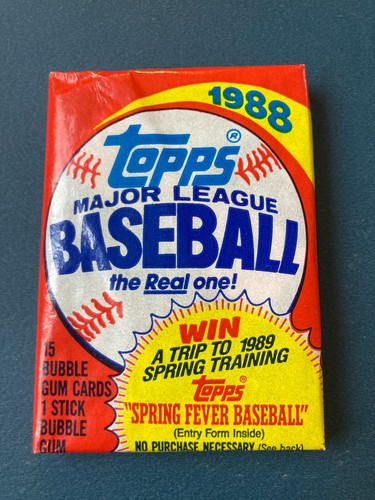 1988
Topps®
MAJOR LEAGUE
BASEBALL
the Real one!
WIN
A TRIP TO 1989
SPRING TRAINING
Topps®
"SPRING FEVER BASEBALL"
(Entry Form Inside)
NO PURCHASE NECESSARY (See back)
15
BUBBLE
GUM CARDS
1 STICK
BUBBLE
GUM